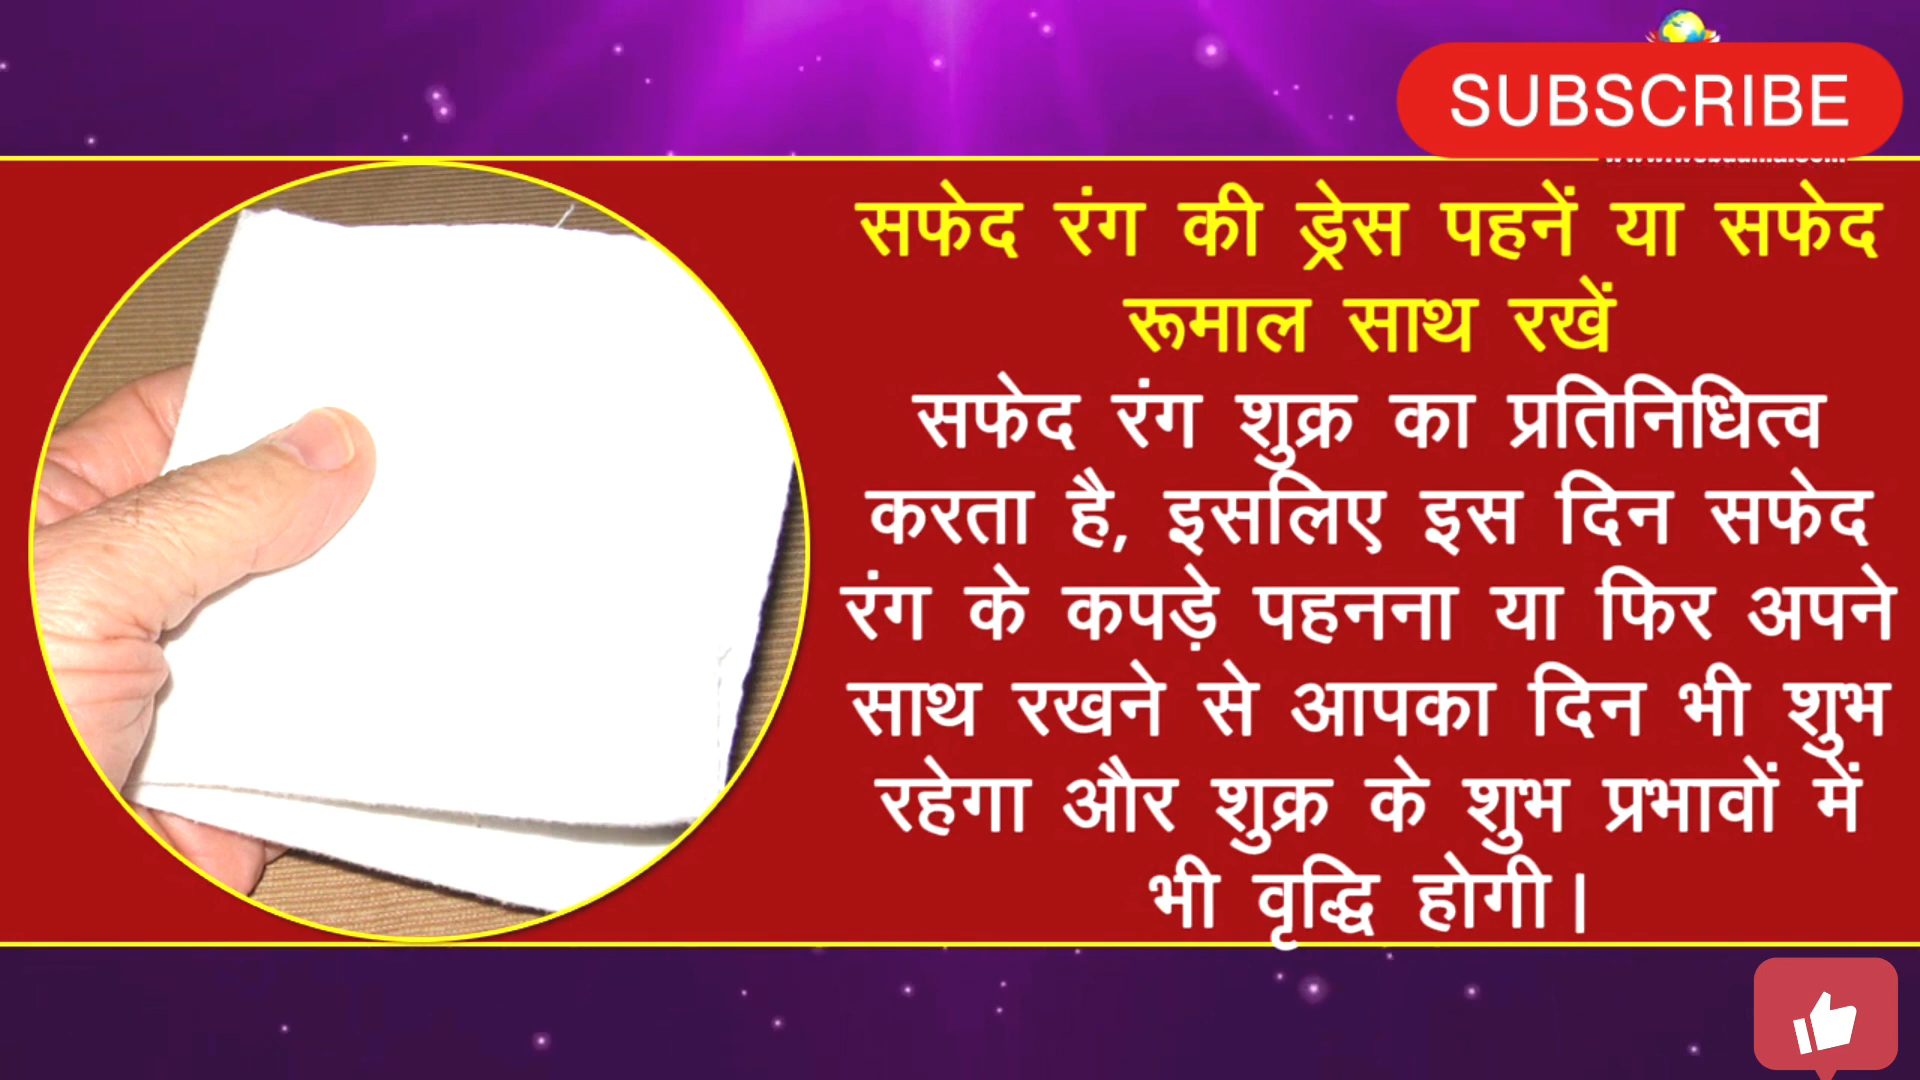 SUBSCRIBE
सफेद रंग की ड्रेस पहनें या सफेद
रूमाल साथ रखें
सफेद रंग शुक्र का प्रतिनिधित्व
करता है, इसलिए इस दिन सफेद
रंग के कपड़े पहनना या फिर अपने
साथ रखने से आपका दिन भी शुभ
रहेगा और शुक्र के शुभ प्रभावों में
भी वृद्धि होगी।